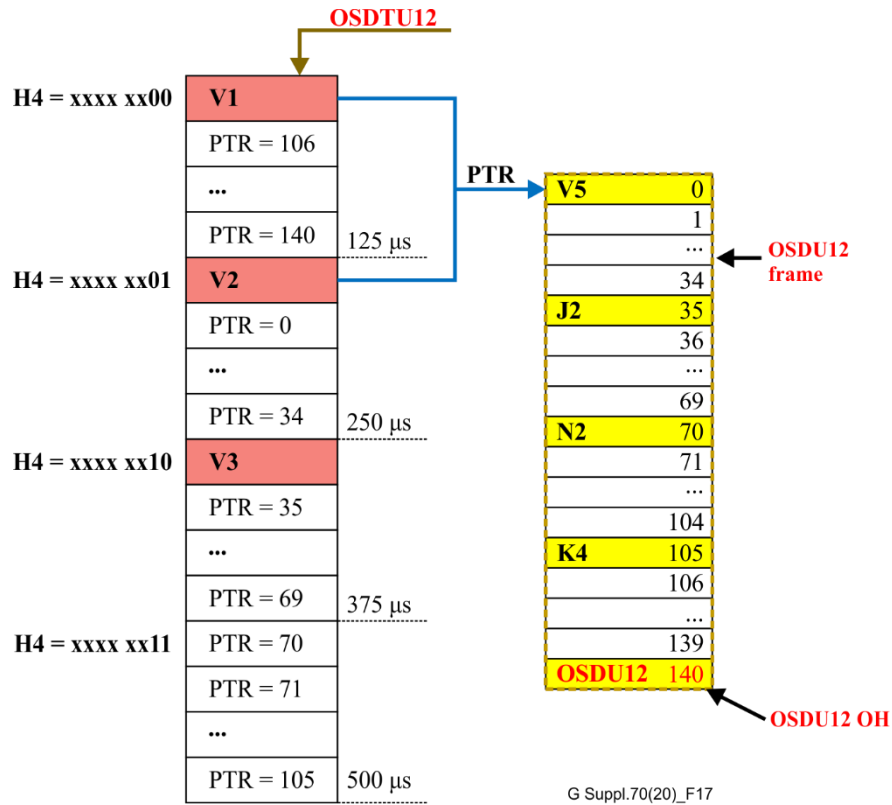 OSDTU12
H4 = xxxx xx00
V1
PTR = 106
...
PTR = 140
125 μs
H4 = xxxx xx01
V2
PTR = 0
...
PTR = 34
250 μs
H4 = xxxx xx10
V3
PTR = 35
...
PTR = 69
375 μs
H4 = xxxx xx11
PTR = 70
PTR = 71
...
PTR = 105
500 μs
PTR
V5 0
1
...
34
J2 35
36
...
69
N2 70
71
...
104
K4 105
106
...
139
OSDU12 140
OSDU12
frame
OSDU12 OH
G Suppl.70(20)_F17